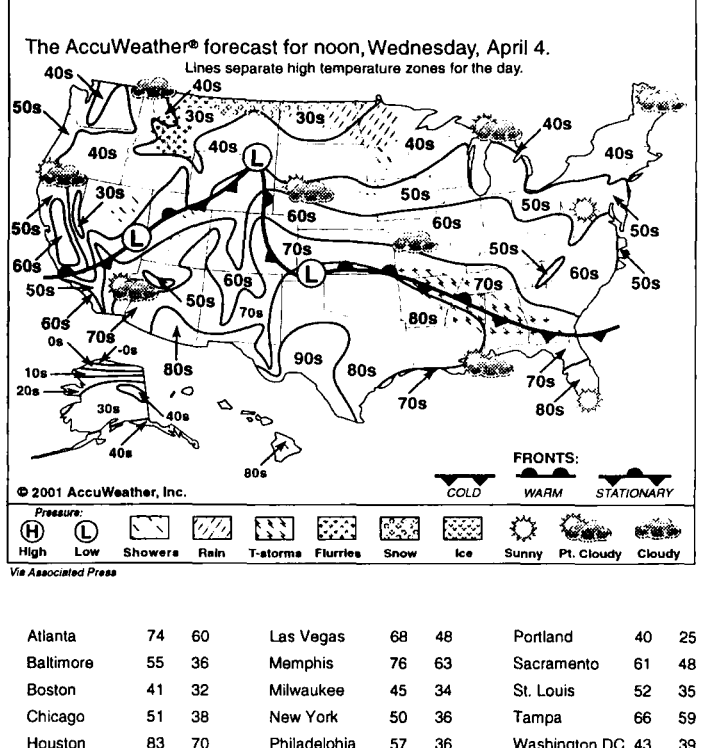 The AccuWeather® forecast for noon, Wednesday, April 4.
Lines separate high temperature zones for the day.
40s
40s
50s
30s
30s
40s
40s
40s
40s
40s
L
30s
50s
50s
60s
60s
50s
L
50s
60s
70s
50s
60s
50s
50s
L
60s
50s
70s
70s
80s
60s
70s
80s
90s
80s
70s
70s
80s
0s
-0s
10s
20s
30s
40s
40s
80s
FRONTS:
© 2001 AccuWeather, Inc.
COLD WARM STATIONARY
Pressure:
H L
High Low Showers Rain T-storms Flurries Snow Ice Sunny Pt. Cloudy Cloudy
Via Associated Press
Atlanta 74 60 Las Vegas 68 48 Portland 40 25
Baltimore 55 36 Memphis 76 63 Sacramento 61 48
Boston 41 32 Milwaukee 45 34 St. Louis 52 35
Chicago 51 38 New York 50 36 Tampa 66 59
Houston 83 70 Philadelphia 57 36 Washington DC 43 39